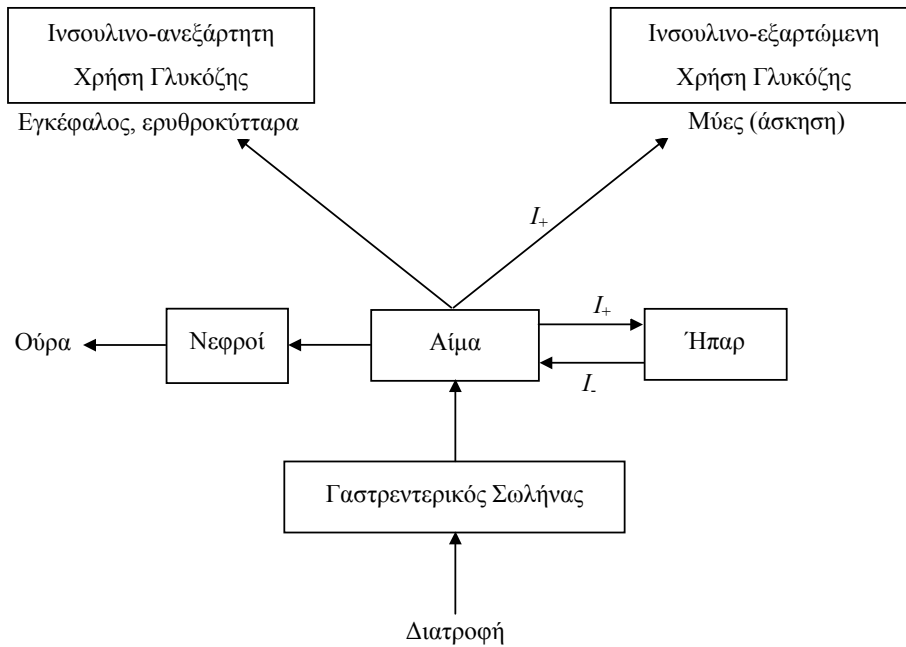 Ινσουλινο-ανεξάρτητη
Χρήση Γλυκόζης
Εγκέφαλος, ερυθροκύτταρα
Ινσουλινο-εξαρτώμενη
Χρήση Γλυκόζης
Μύες (άσκηση)
I+
Ούρα
Νεφροί
Αίμα
I+
I-
Ήπαρ
Γαστρεντερικός Σωλήνας
Διατροφή